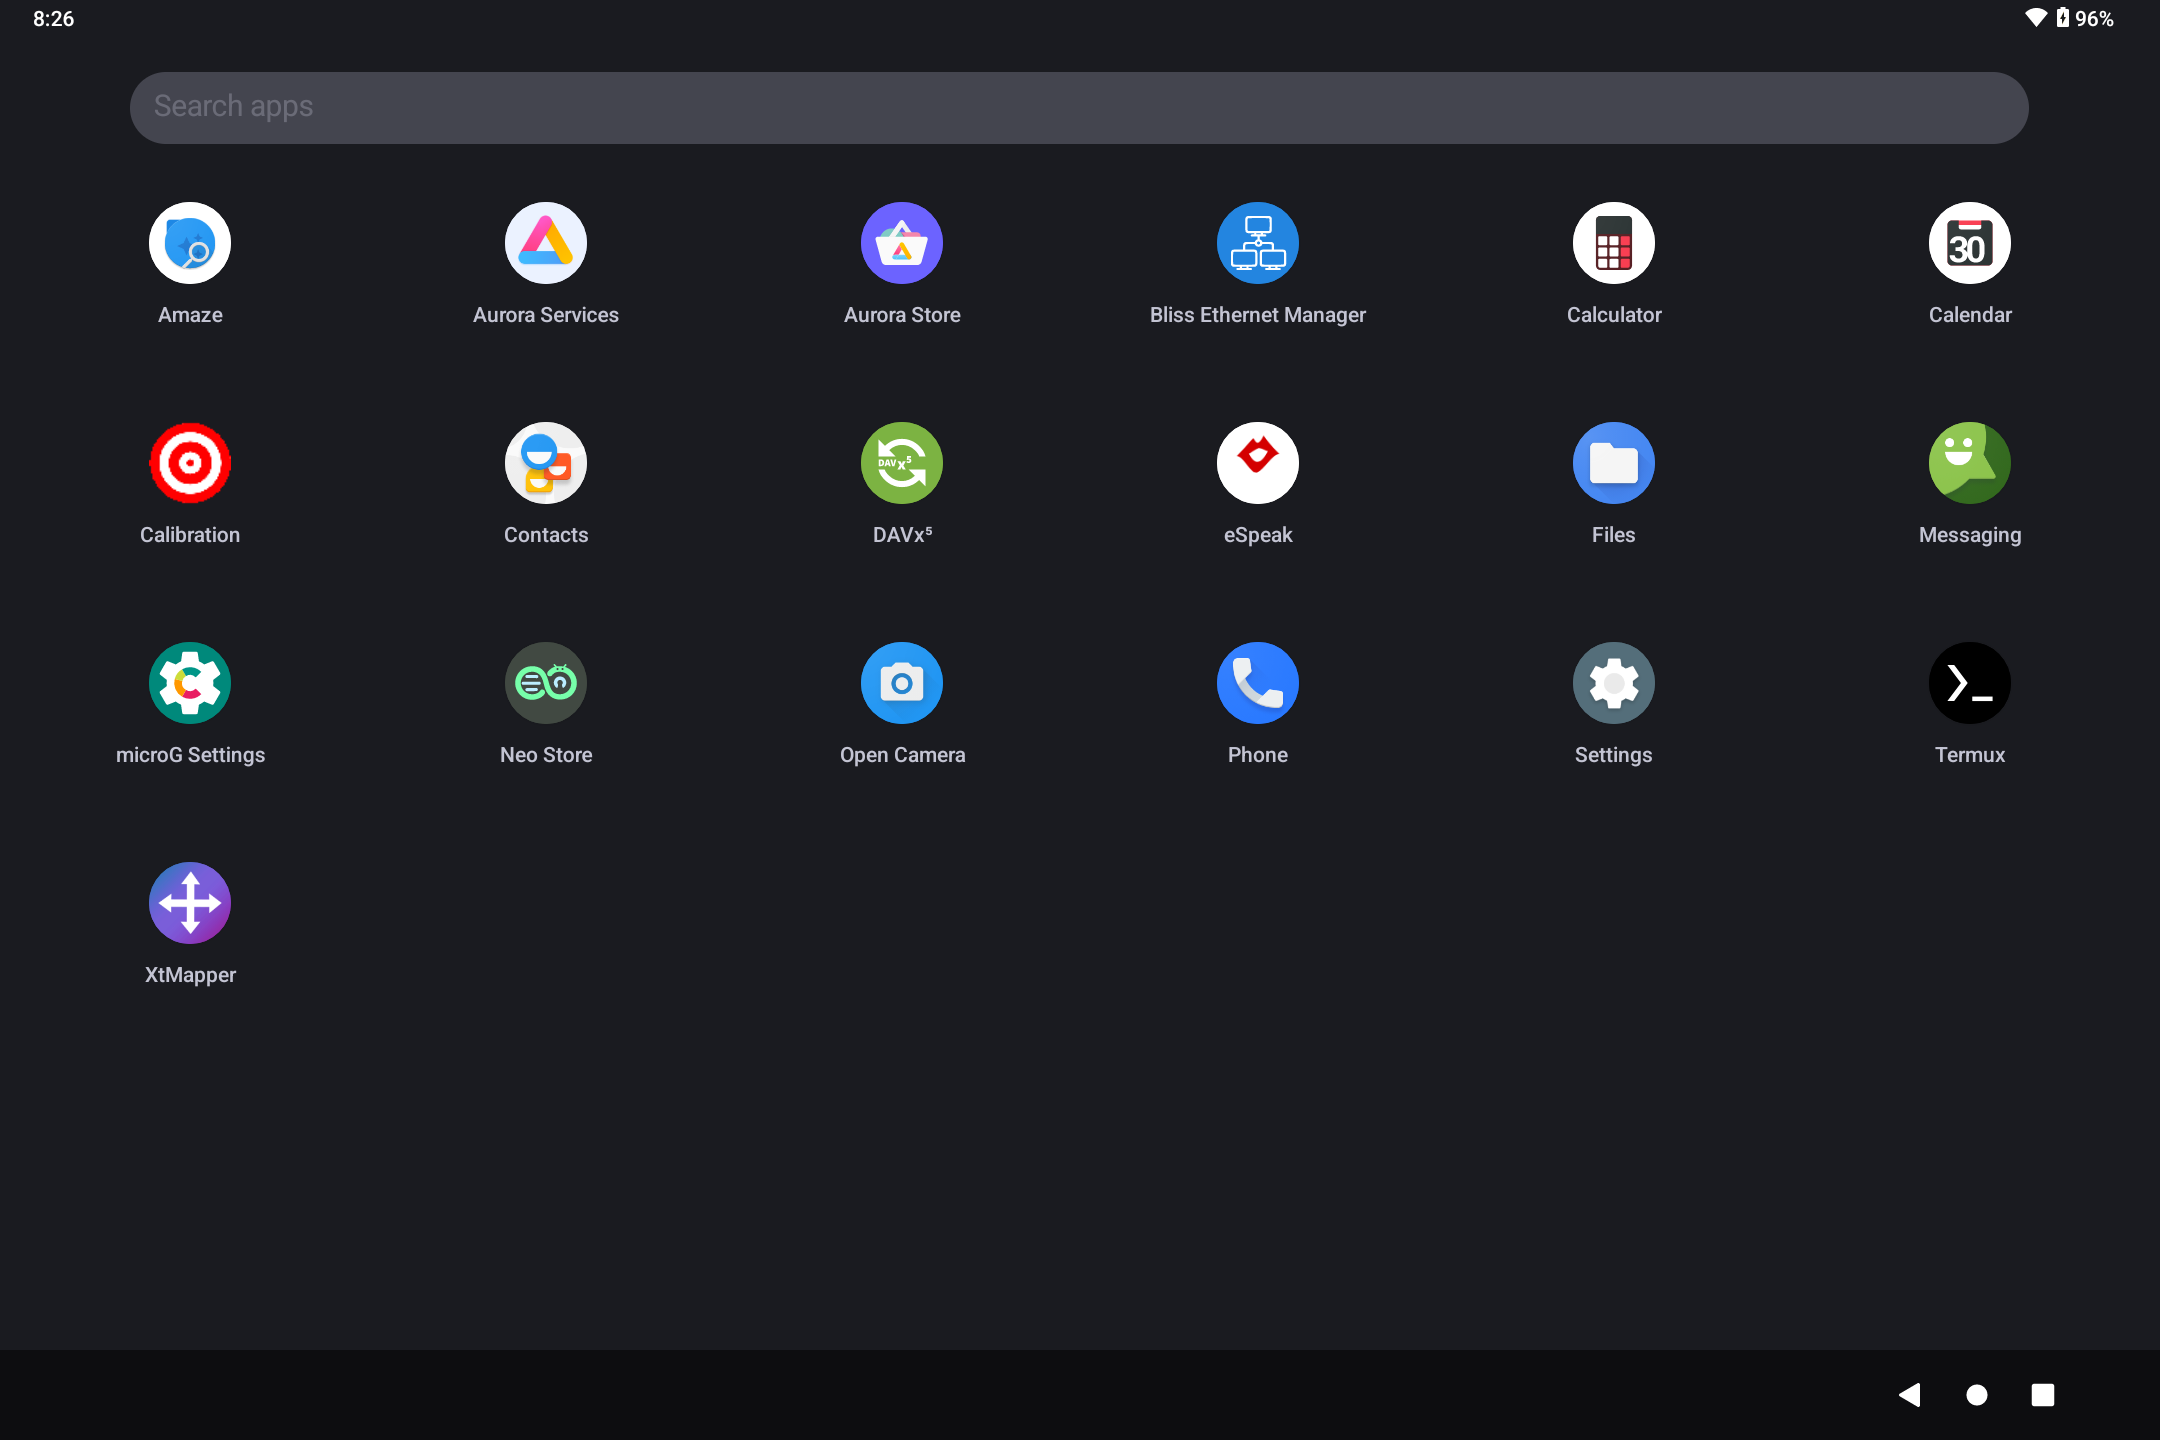 8:26
96%
Search apps
Amaze
Aurora Services
Aurora Store
Bliss Ethernet Manager
30
Calculator
Calendar
DAVx⁵
Calibration
Contacts
DAVx⁵
eSpeak
Files
Messaging
microG Settings
Neo Store
Open Camera
Phone
Settings
Termux
XtMapper